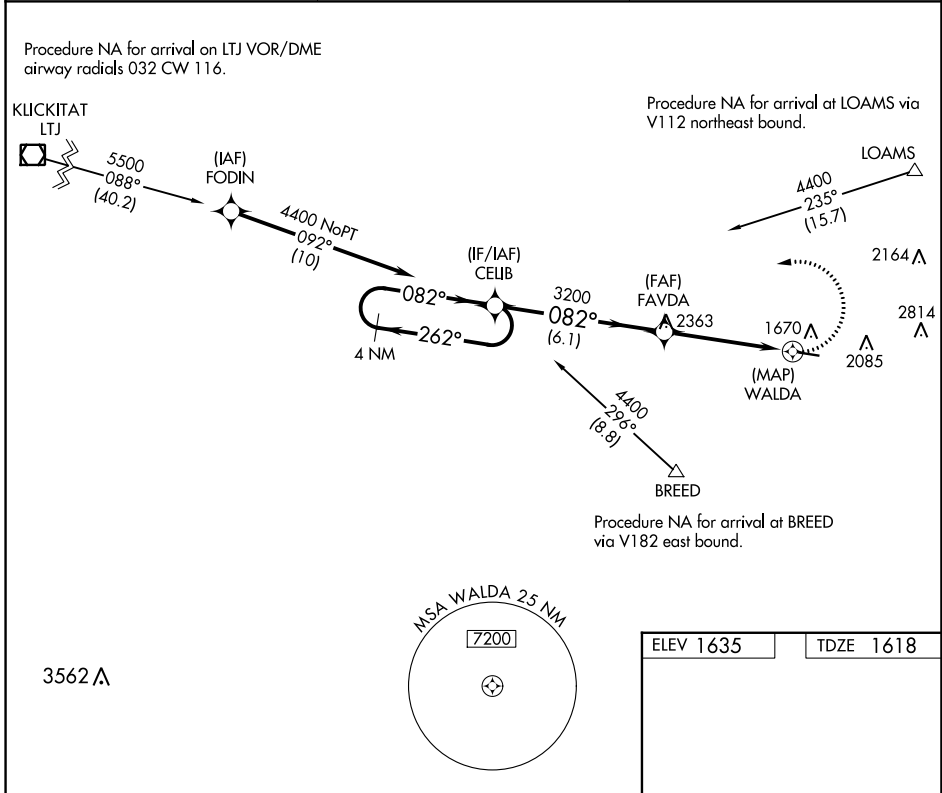 Procedure NA for arrival on LTJ VOR/DME
airway radials 032 CW 116.
KLICKITAT
LTJ
5500
088°
(40.2)
(IAF)
FODIN
4400 NoPT
092°
(10)
Procedure NA for arrival at LOAMS via
V112 northeast bound.
LOAMS
4400
235°
(15.7)
2164
2814
2085
1670
(IF/IAF)
CELIB
082°
262°
4 NM
3200
082°
(6.1)
(FAF)
FAVDA
2363
(MAP)
WALDA
4400
296°
(8.8)
BREED
Procedure NA for arrival at BREED
via V182 east bound.
MSA WALDA 25 NM
7200
3562
ELEV 1635
TDZE 1618